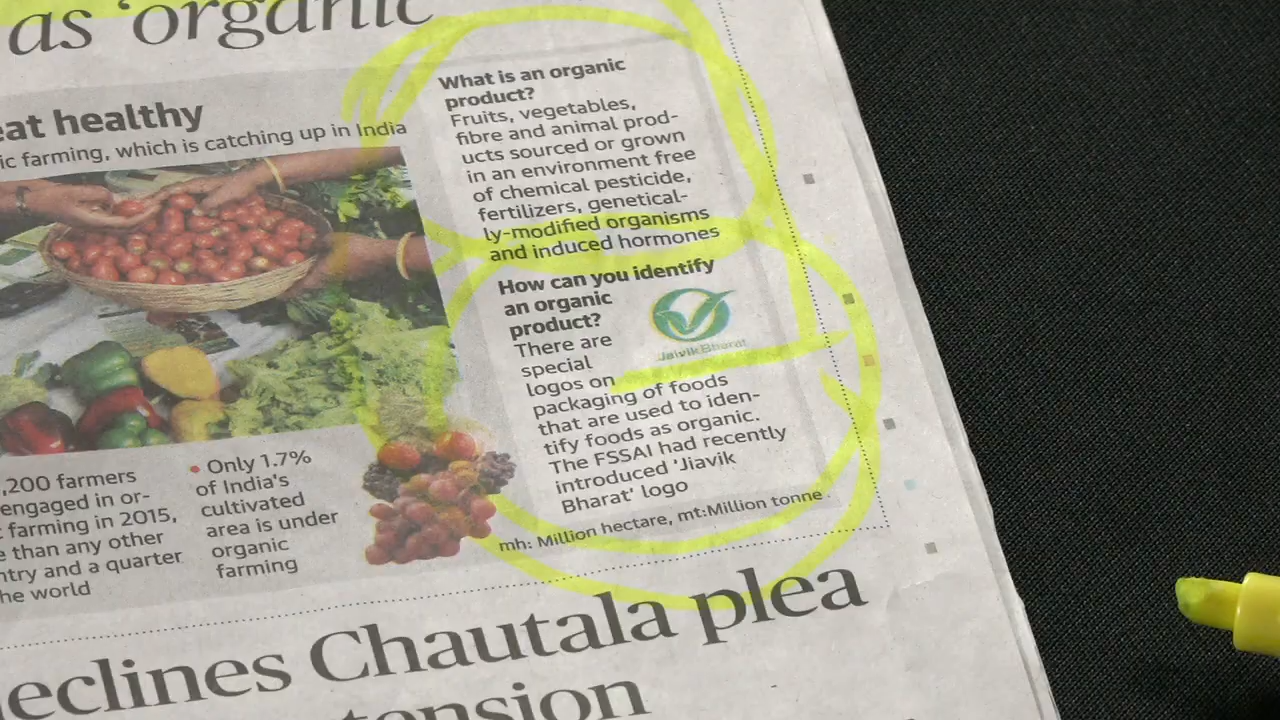 as 'organic'
eat healthy
ic farming, which is catching up in India
What is an organic
product?
Fruits, vegetables,
fibre and animal prod-
ucts sourced or grown
in an environment free
of chemical pesticide,
fertilizers, genetical-
ly-modified organisms
and induced hormones
How can you identify
an organic
product?
There are
special
logos on
packaging of foods
that are used to iden-
tify foods as organic.
The FSSAI had recently
introduced 'Jiavik
Bharat' logo
Jaivik Bharat
,200 farmers
engaged in or-
farming in 2015,
than any other
ntry and a quarter
he world
• Only 1.7%
of India's
cultivated
area is under
organic
farming
mh: Million hectare, mt:Million tonne
eclines Chautala plea
tension